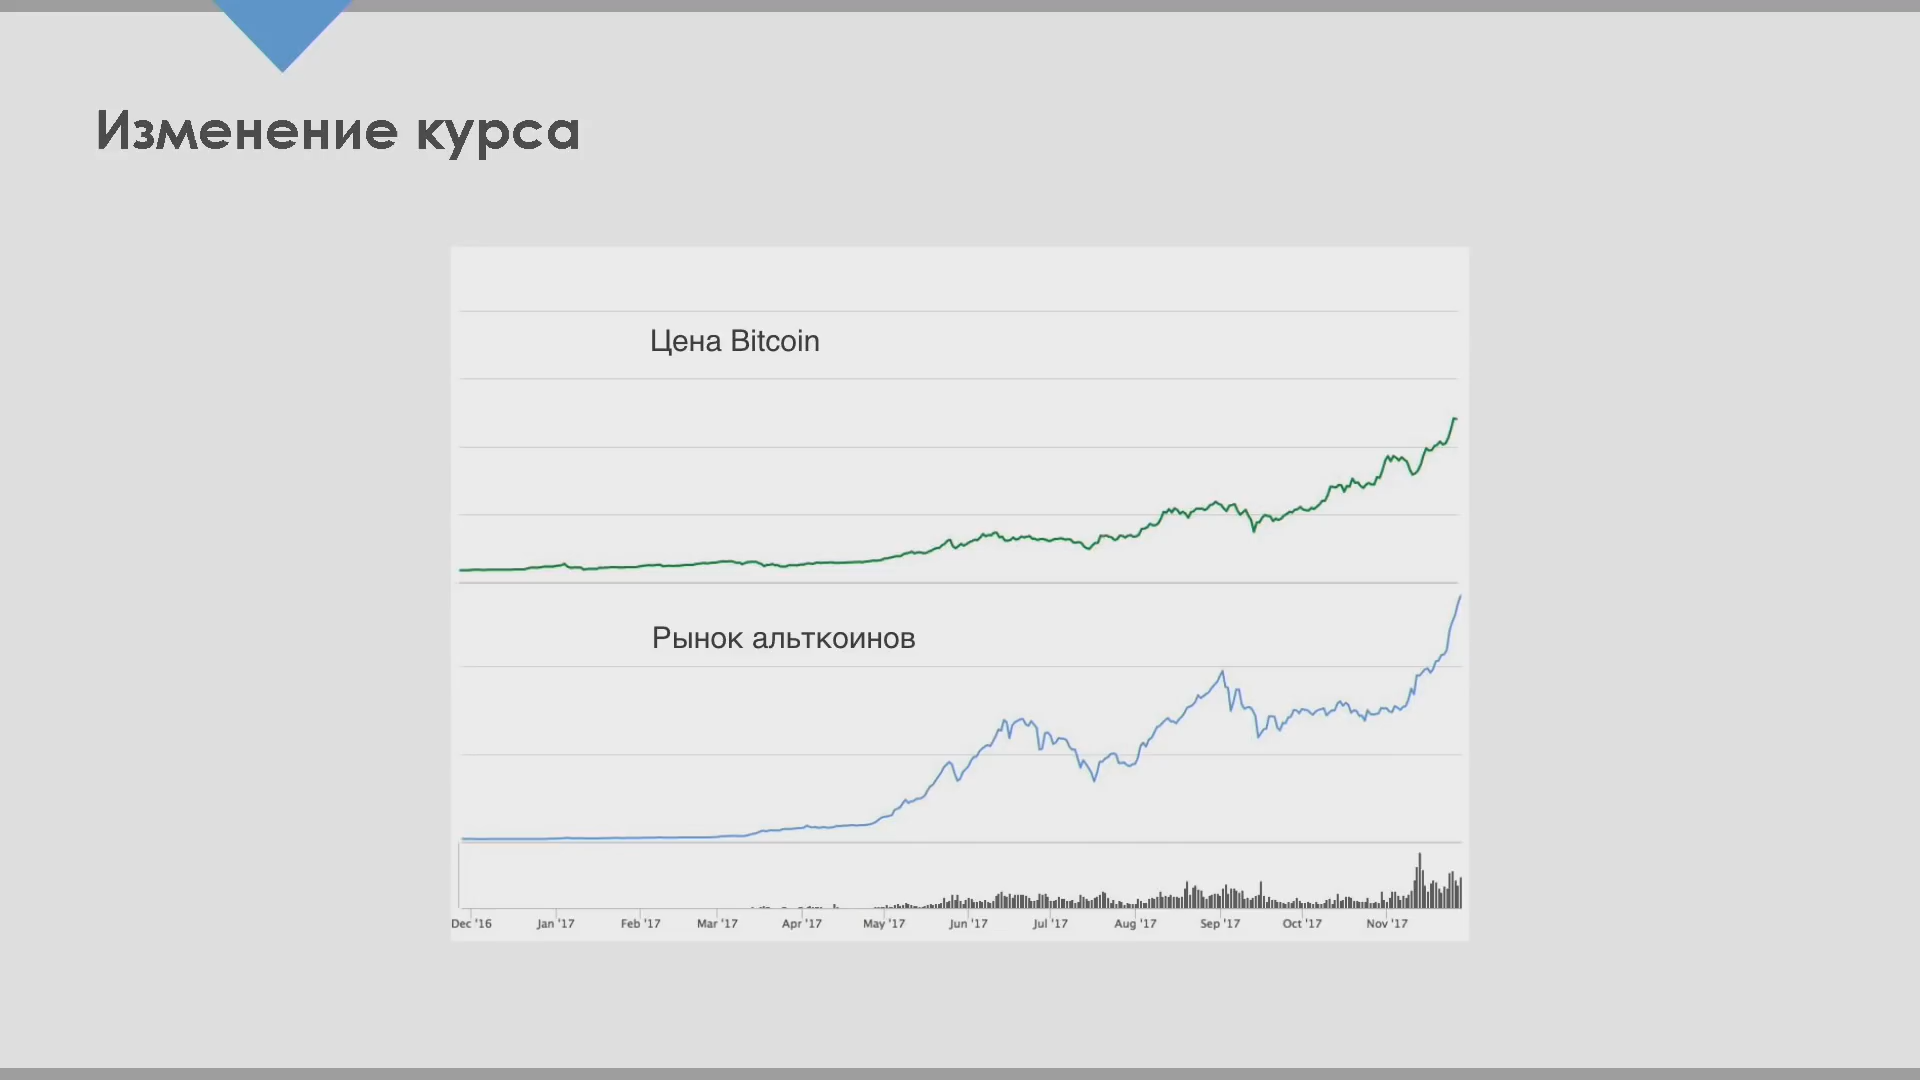 Изменение курса
Цена Bitcoin
Рынок альткоинов
Dec '16 Jan '17 Feb '17 Mar '17 Apr '17 May '17 Jun '17 Jul '17 Aug '17 Sep '17 Oct '17 Nov '17